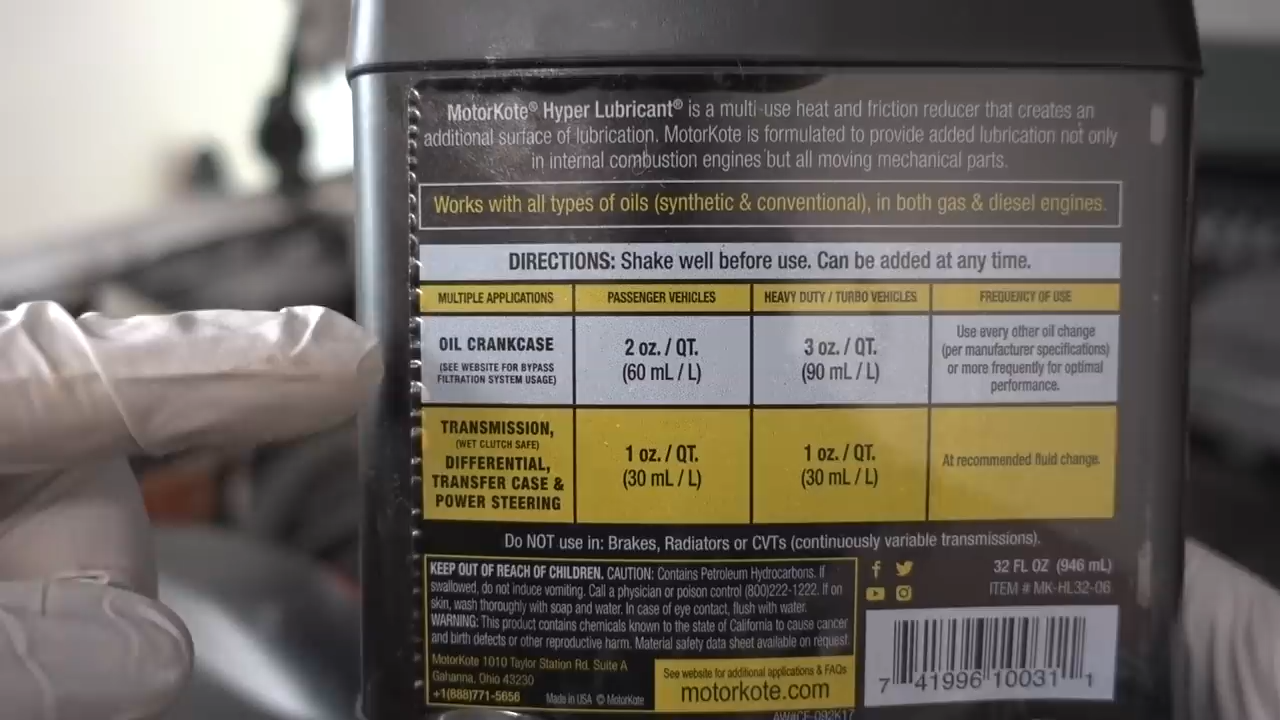 MotorKote® Hyper Lubricant® is a multi-use heat and friction reducer that creates an
additional surface of lubrication. MotorKote is formulated to provide added lubrication not only
in internal combustion engines but all moving mechanical parts.
Works with all types of oils (synthetic & conventional), in both gas & diesel engines.
DIRECTIONS: Shake well before use. Can be added at any time.
MULTIPLE APPLICATIONS PASSENGER VEHICLES HEAVY DUTY / TURBO VEHICLES FREQUENCY OF USE
OIL CRANKCASE
(SEE WEBSITE FOR BYPASS
FILTRATION SYSTEM USAGE)
2 oz. / QT.
(60 mL / L)
3 oz. / QT.
(90 mL / L)
Use every other oil change
(per manufacturer specifications)
or more frequently for optimal
performance.
TRANSMISSION,
(WET CLUTCH SAFE)
DIFFERENTIAL,
TRANSFER CASE &
POWER STEERING
1 oz. / QT.
(30 mL / L)
1 oz. / QT.
(30 mL / L)
At recommended fluid change.
Do NOT use in: Brakes, Radiators or CVTs (continuously variable transmissions).
KEEP OUT OF REACH OF CHILDREN. CAUTION: Contains Petroleum Hydrocarbons. If
swallowed, do not induce vomiting. Call a physician or poison control (800)222-1222. If on
skin, wash thoroughly with soap and water. In case of eye contact, flush with water.
WARNING: This product contains chemicals known to the state of California to cause cancer
and birth defects or other reproductive harm. Material safety data sheet available on request.
MotorKote 1010 Taylor Station Rd. Suite A
Gahanna, Ohio 43230
+1(888)771-5656 Made in USA © MotorKote
See website for additional applications & FAQs
motorkote.com
32 FL OZ (946 mL)
ITEM # MK-HL32-06
7 41996 10031 1
AW#CF-092K17